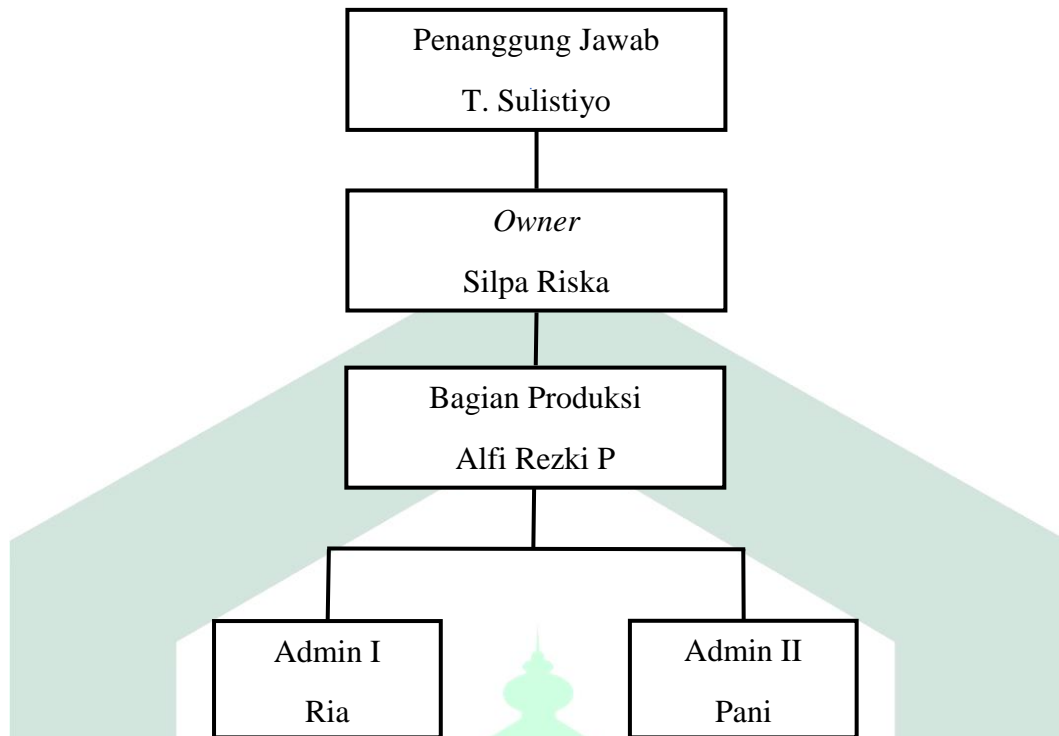 Penanggung Jawab
T. Sulistiyo
Owner
Silpa Riska
Bagian Produksi
Alfi Rezki P
Admin I
Ria
Admin II
Pani